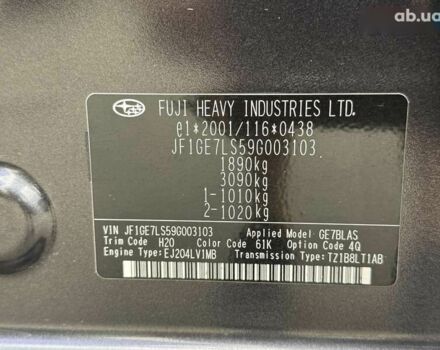 ab.ua
FUJI HEAVY INDUSTRIES LTD.
e1*2001/116*0438
JF1GE7LS59G003103
1890kg
3090kg
1-1010kg
2-1020kg
VIN JF1GE7LS59G003103 Applied Model GE7BLAS
Trim Code H20 Color Code 61K Option Code 4Q
Engine Type EJ204LV1MB Transmission Type TZ1B8LT1AB